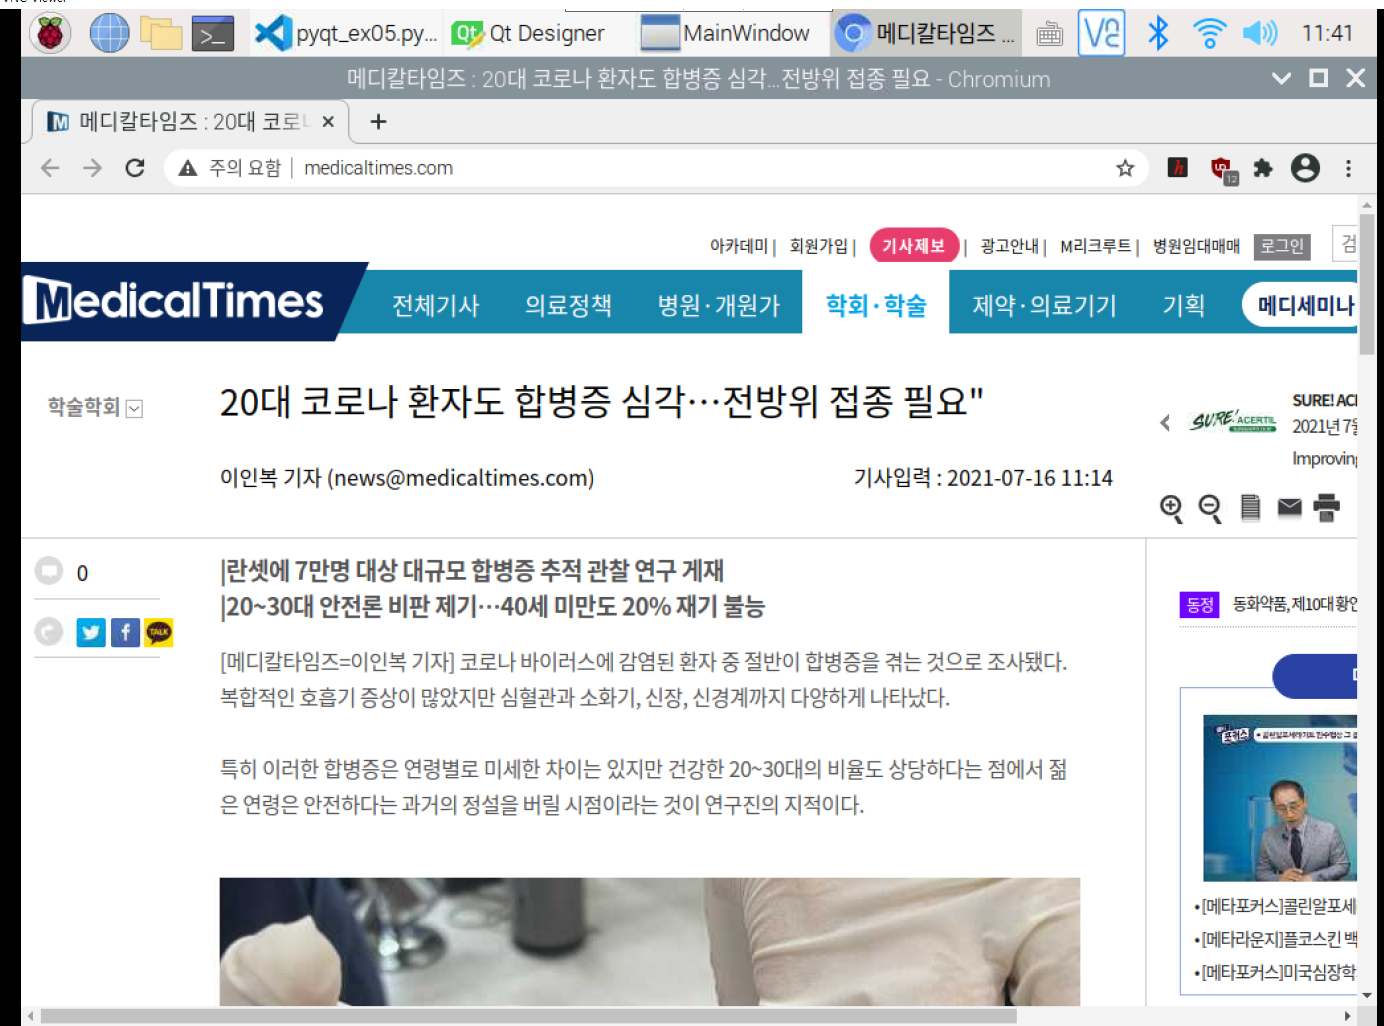 pyqt_ex05.py...
Qt Designer
MainWindow
메디칼타임즈 ...
11:41
메디칼타임즈 : 20대 코로나 환자도 합병증 심각...전방위 접종 필요 - Chromium
메디칼타임즈 : 20대 코로
주의 요함 | medicaltimes.com
12
아카데미 | 회원가입 | 기사제보 | 광고안내 | M리크루트 | 병원임대매매 로그인 검
MedicalTimes
전체기사 의료정책 병원·개원가 학회·학술 제약·의료기기 기획 메디세미나
학술학회
20대 코로나 환자도 합병증 심각…전방위 접종 필요"
이인복 기자 (news@medicaltimes.com)
기사입력 : 2021-07-16 11:14
SURE! ACERTIL
SURE! ACE
2021년 7월
Improving
0
TALK
|란셋에 7만명 대상 대규모 합병증 추적 관찰 연구 게재
|20~30대 안전론 비판 제기…40세 미만도 20% 재기 불능
[메디칼타임즈=이인복 기자] 코로나 바이러스에 감염된 환자 중 절반이 합병증을 겪는 것으로 조사됐다.
복합적인 호흡기 증상이 많았지만 심혈관과 소화기, 신장, 신경계까지 다양하게 나타났다.
특히 이러한 합병증은 연령별로 미세한 차이는 있지만 건강한 20~30대의 비율도 상당하다는 점에서 젊
은 연령은 안전하다는 과거의 정설을 버릴 시점이라는 것이 연구진의 지적이다.
동정 동화약품, 제10대 황인
•[메타포커스]콜린알포세
•[메타라운지]플코스킨 백
•[메타포커스]미국심장학